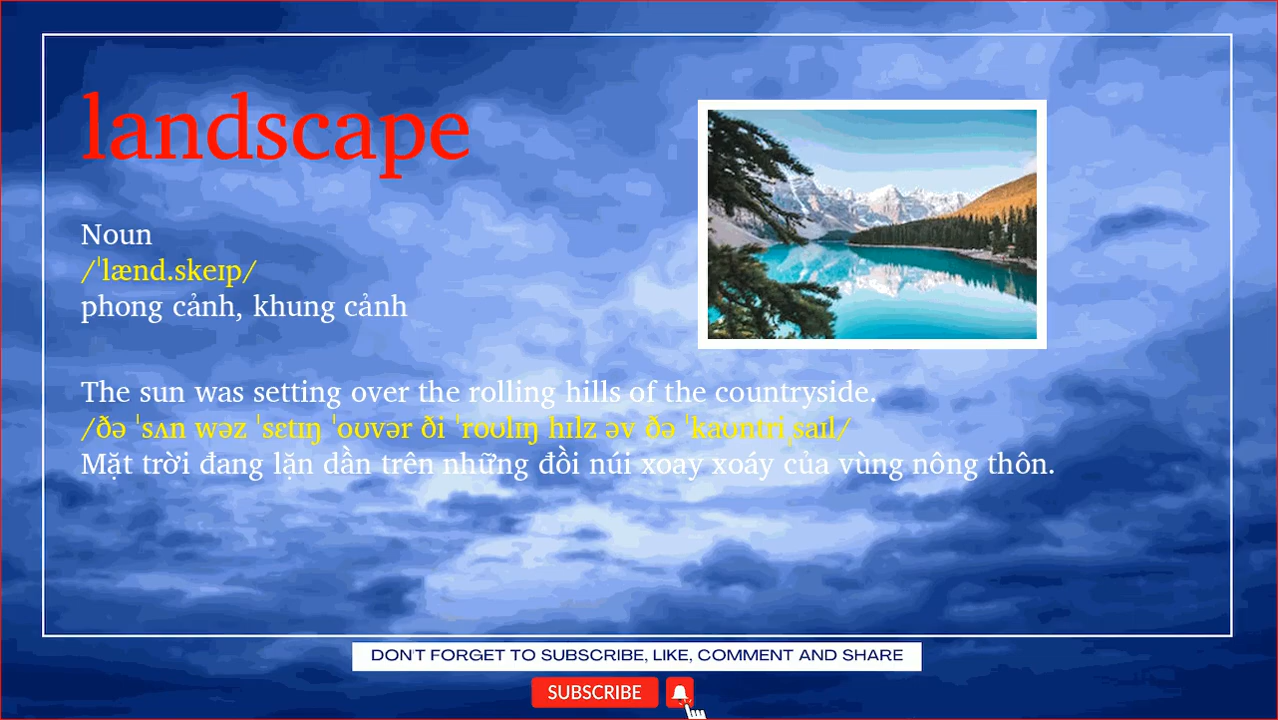 landscape
Noun
/ˈlænd.skeɪp/
phong cảnh, khung cảnh
The sun was setting over the rolling hills of the countryside.
/ðə ˈsʌn wəz ˈsɛtɪŋ ˈoʊvər ði ˈroʊlɪŋ hɪlz əv ðə ˈkaʊntriˌsaɪl/
Mặt trời đang lặn dần trên những đồi núi xoay xoáy của vùng nông thôn.
DON'T FORGET TO SUBSCRIBE, LIKE, COMMENT AND SHARE
SUBSCRIBE